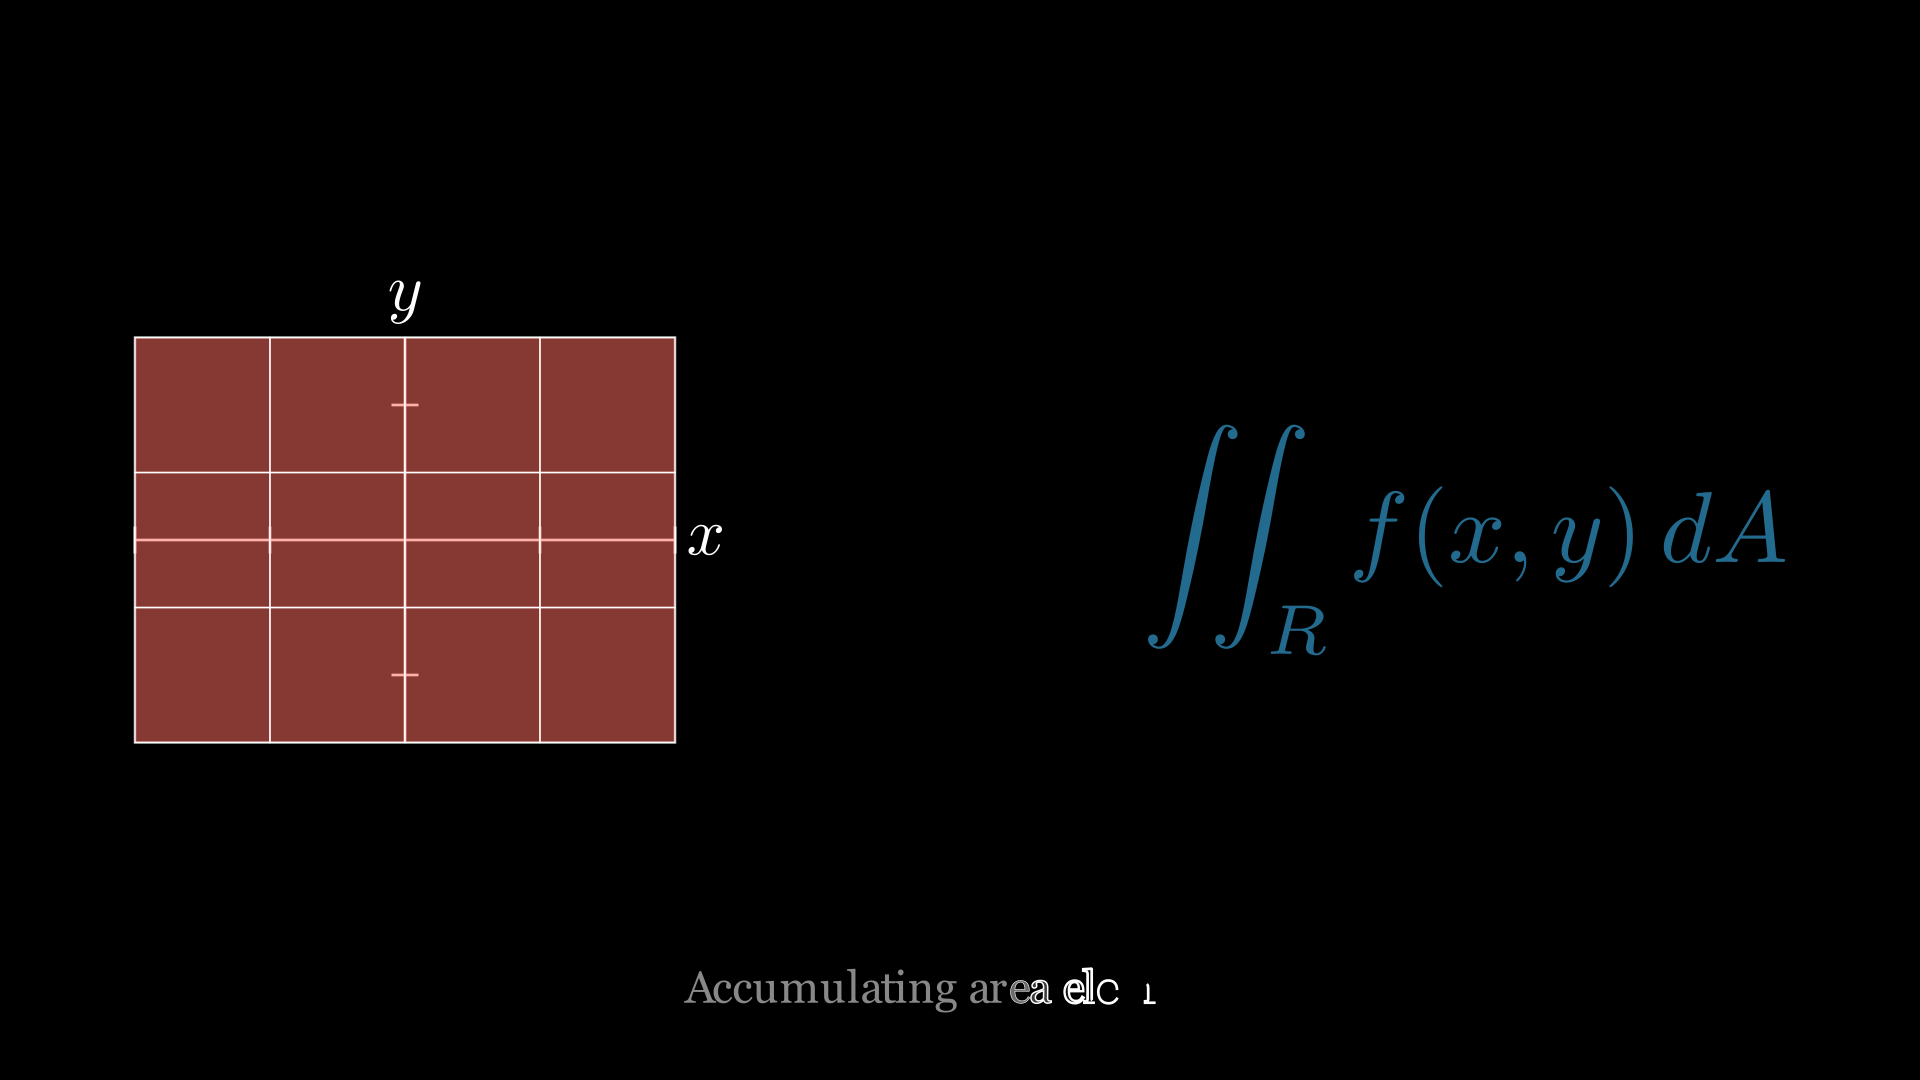 y
x
∬_R f(x, y) dA
Accumulating area